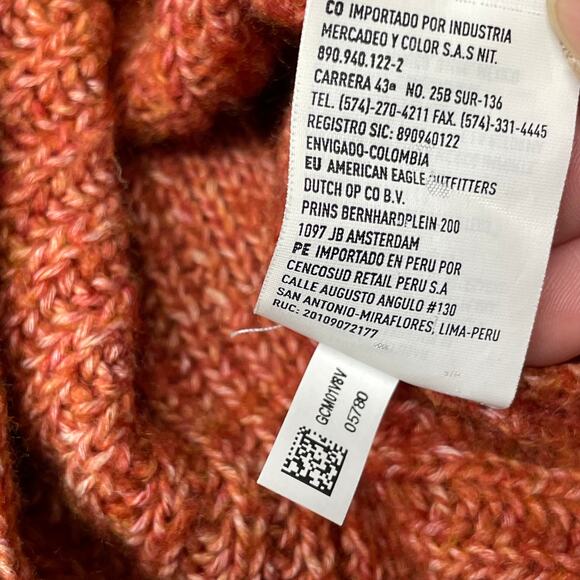 CO IMPORTADO POR INDUSTRIA
MERCADEO Y COLOR S.A.S NIT.
890.940.122-2
CARRERA 43ª NO. 25B SUR-136
TEL. (574)-270-4211 FAX. (574)-331-4445
REGISTRO SIC: 890940122
ENVIGADO-COLOMBIA
EU AMERICAN EAGLE OUTFITTERS
DUTCH OP CO B.V.
PRINS BERNHARDPLEIN 200
1097 JB AMSTERDAM
PE IMPORTADO EN PERU POR
CENCOSUD RETAIL PERU S.A
CALLE AUGUSTO ANGULO #130
SAN ANTONIO-MIRAFLORES, LIMA-PERU
RUC: 20109072177
GCM01V8V
05780